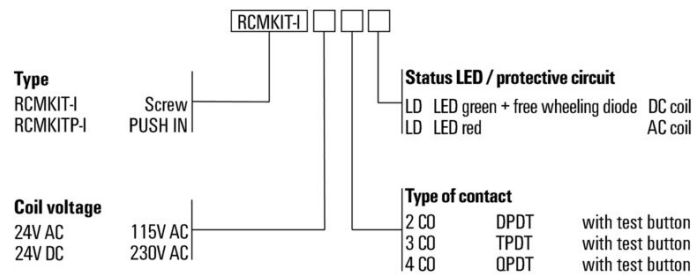 RCMKIT-I
Type
RCMKIT-I Screw
RCMKITP-I PUSH IN
Status LED / protective circuit
LD LED green + free wheeling diode DC coil
LD LED red AC coil
Coil voltage
24V AC 115V AC
24V DC 230V AC
Type of contact
2 CO DPDT with test button
3 CO TPDT with test button
4 CO QPDT with test button